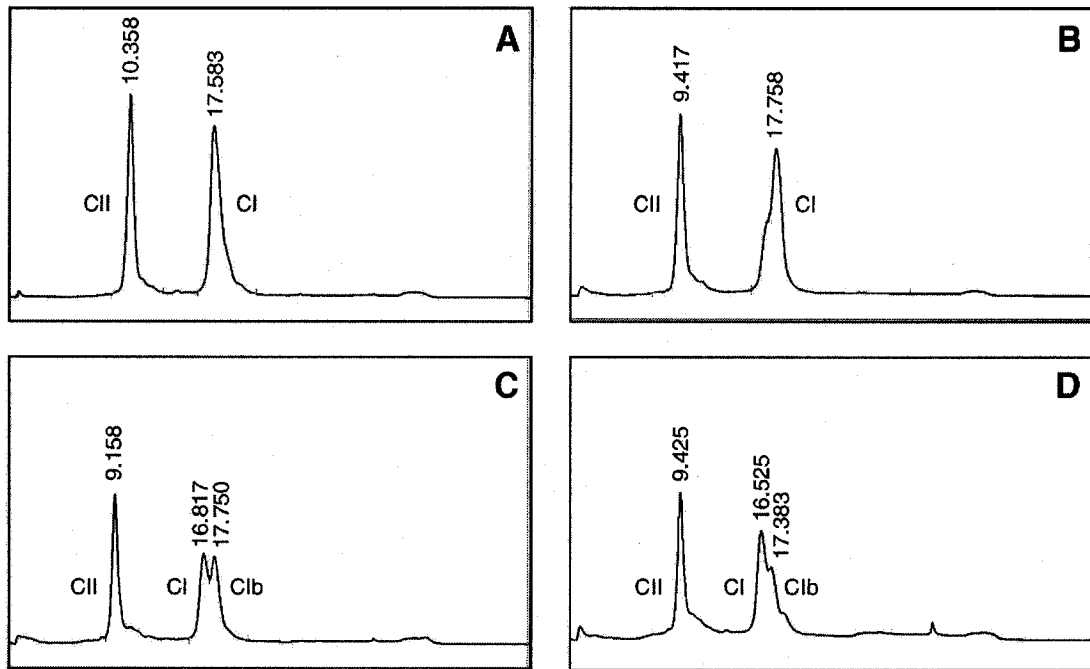 A
10.358
17.583
CII
CI
B
9.417
17.758
CII
CI
C
9.158
16.817
17.750
CII
CI
CIb
D
9.425
16.525
17.383
CII
CI
CIb